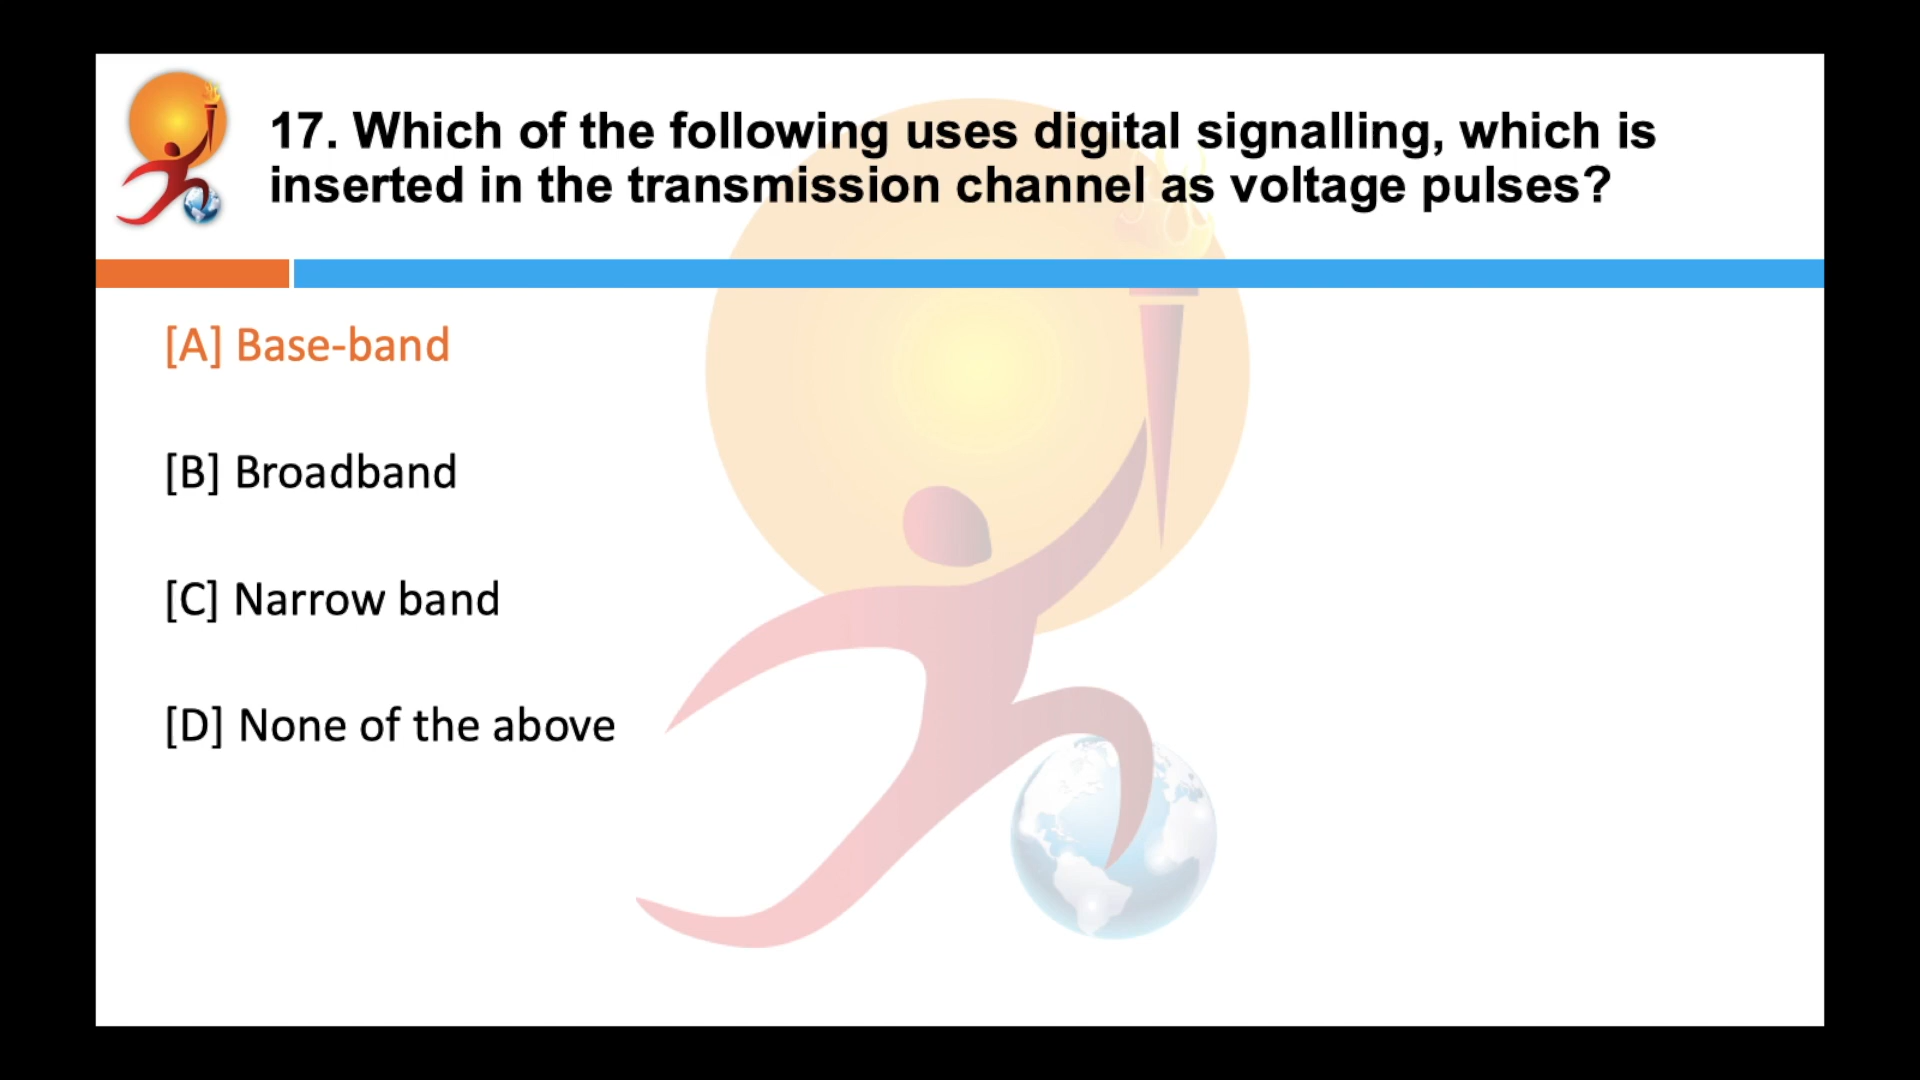 17. Which of the following uses digital signalling, which is
inserted in the transmission channel as voltage pulses?
[A] Base-band
[B] Broadband
[C] Narrow band
[D] None of the above